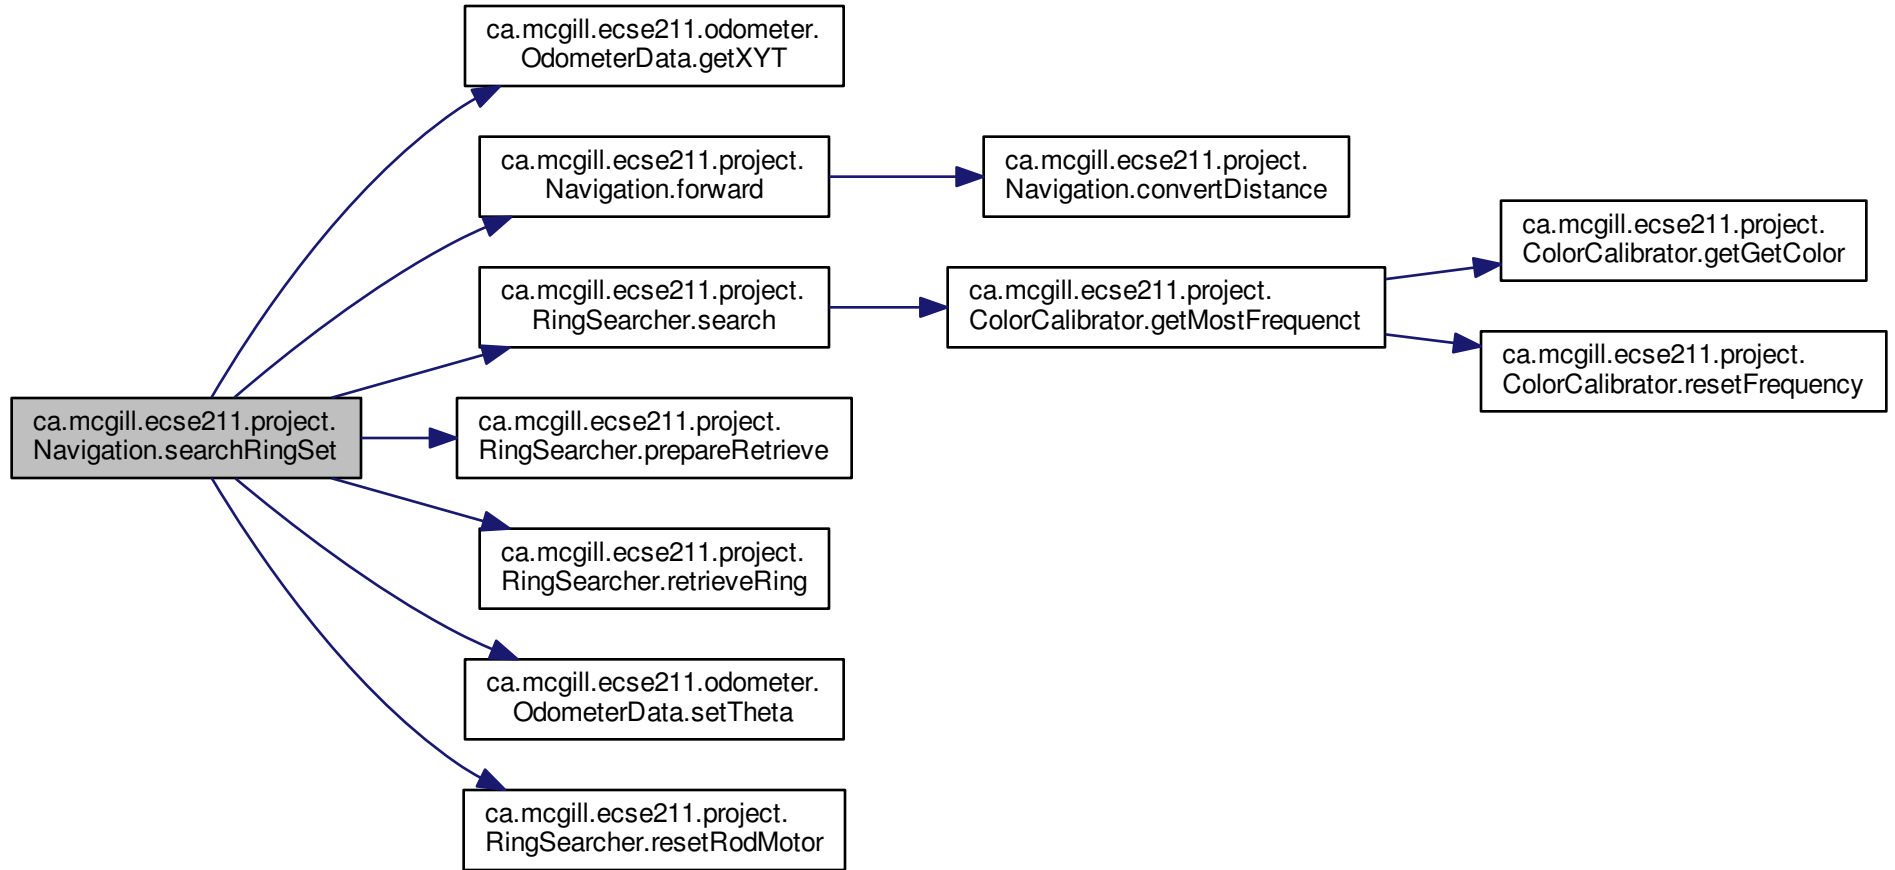 ca.mcgill.ecse211.odometer.
OdometerData.getXYT
ca.mcgill.ecse211.project.
Navigation.forward
ca.mcgill.ecse211.project.
Navigation.convertDistance
ca.mcgill.ecse211.project.
ColorCalibrator.getGetColor
ca.mcgill.ecse211.project.
RingSearcher.search
ca.mcgill.ecse211.project.
ColorCalibrator.getMostFrequenct
ca.mcgill.ecse211.project.
ColorCalibrator.resetFrequency
ca.mcgill.ecse211.project.
Navigation.searchRingSet
ca.mcgill.ecse211.project.
RingSearcher.prepareRetrieve
ca.mcgill.ecse211.project.
RingSearcher.retrieveRing
ca.mcgill.ecse211.odometer.
OdometerData.setTheta
ca.mcgill.ecse211.project.
RingSearcher.resetRodMotor